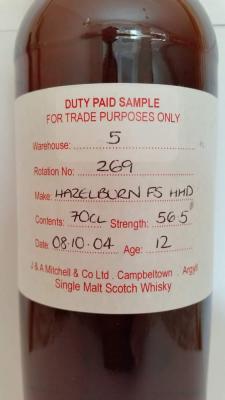 DUTY PAID SAMPLE
FOR TRADE PURPOSES ONLY
Warehouse: 5
Rotation No: 269
Make: HAZELBURN FS HHD
Contents: 70CL Strength: 56.5
Date: 08.10.04 Age: 12
J & A Mitchell & Co Ltd . Campbeltown . Argyll
Single Malt Scotch Whisky